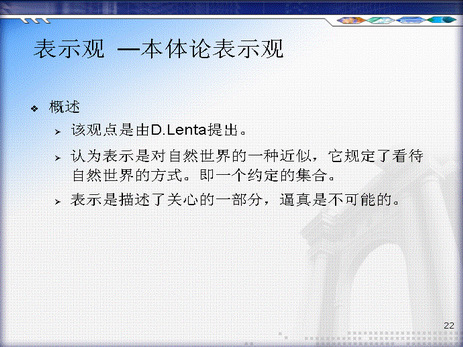 表示观 —本体论表示观
概述
该观点是由D.Lenta提出。
认为表示是对自然世界的一种近似，它规定了看待
自然世界的方式。即一个约定的集合。
表示是描述了关心的一部分，逼真是不可能的。
22